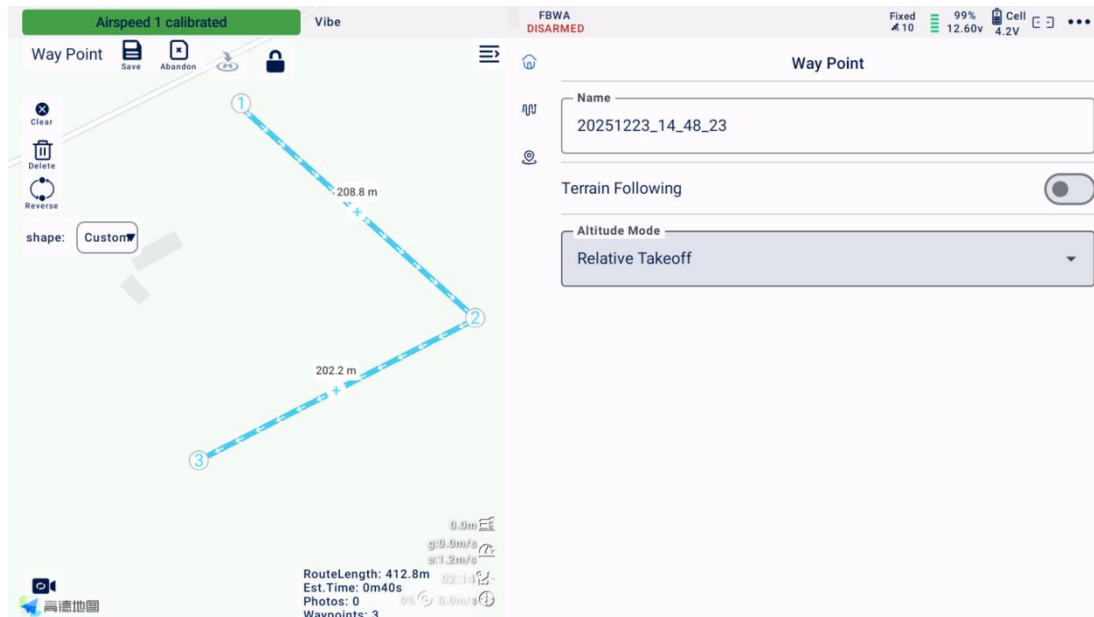 Airspeed 1 calibrated
Vibe
FBWA
DISARMED
Fixed
10
99%
12.60v
Cell
4.2V
Way Point
Save
Abandon
Clear
Delete
Reverse
shape: Custom
1
208.8 m
2
202.2 m
3
0.0m
g:0.0m/s
a:1.2m/s
02:14
0% 0.0m/s
RouteLength: 412.8m
Est.Time: 0m40s
Photos: 0
Waypoints: 3
高德地图
Way Point
Name
20251223_14_48_23
Terrain Following
Altitude Mode
Relative Takeoff